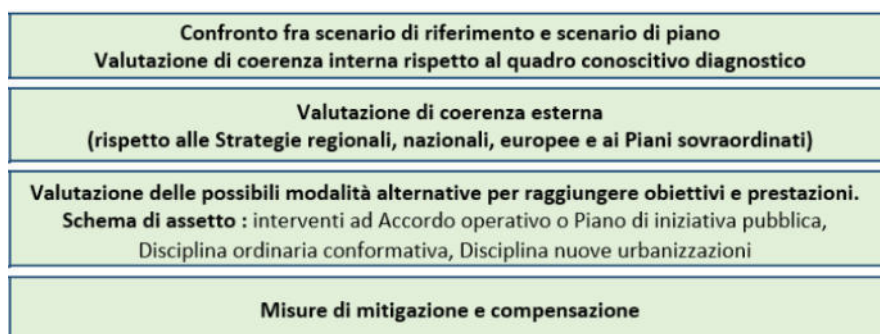 Confronto fra scenario di riferimento e scenario di piano
Valutazione di coerenza interna rispetto al quadro conoscitivo diagnostico
Valutazione di coerenza esterna
(rispetto alle Strategie regionali, nazionali, europee e ai Piani sovraordinati)
Valutazione delle possibili modalità alternative per raggiungere obiettivi e prestazioni.
Schema di assetto : interventi ad Accordo operativo o Piano di iniziativa pubblica,
Disciplina ordinaria conformativa, Disciplina nuove urbanizzazioni
Misure di mitigazione e compensazione